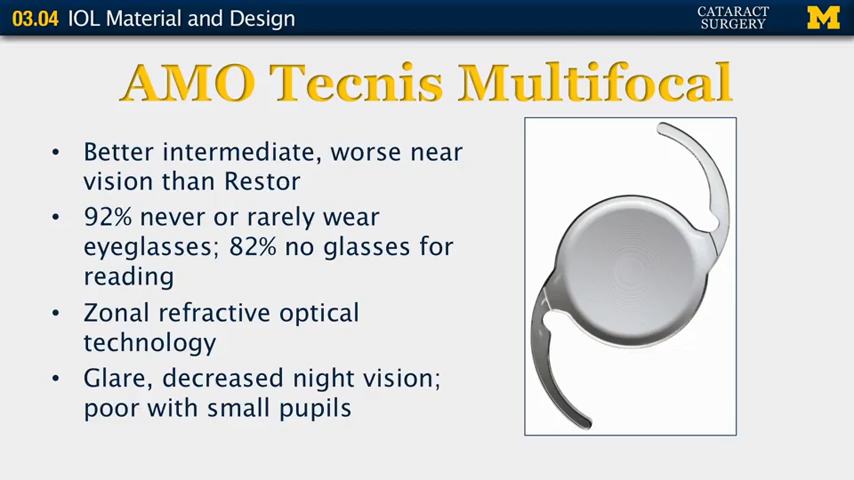 03.04 IOL Material and Design
CATARACT
SURGERY
M
AMO Tecnis Multifocal
• Better intermediate, worse near
vision than Restor
• 92% never or rarely wear
eyeglasses; 82% no glasses for
reading
• Zonal refractive optical
technology
• Glare, decreased night vision;
poor with small pupils